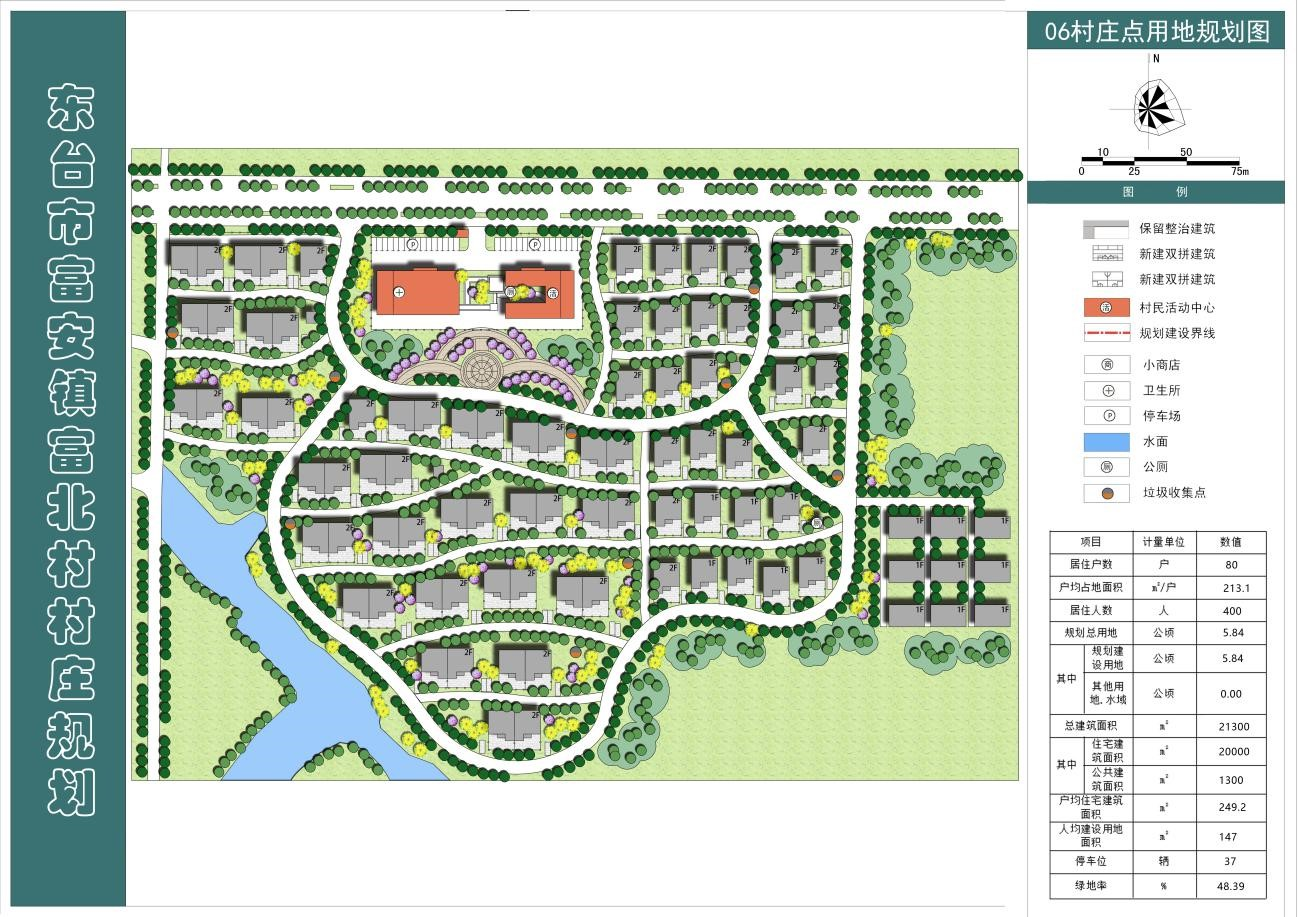 东台市富安镇富北村村庄规划
06村庄点用地规划图
N
10 50
0 25 75m
图 例
保留整治建筑
新建双拼建筑
新建双拼建筑
活 村民活动中心
规划建设界线
商 小商店
卫生所
P 停车场
水面
厕 公厕
垃圾收集点
项目 计量单位 数值
居住户数 户 80
户均占地面积 m²/户 213.1
居住人数 人 400
规划总用地 公顷 5.84
其中 规划建设用地 公顷 5.84
其他用地、水域 公顷 0.00
总建筑面积 m² 21300
其中 住宅建筑面积 m² 20000
公共建筑面积 m² 1300
户均住宅建筑面积 m² 249.2
人均建设用地面积 m² 147
停车位 辆 37
绿地率 % 48.39